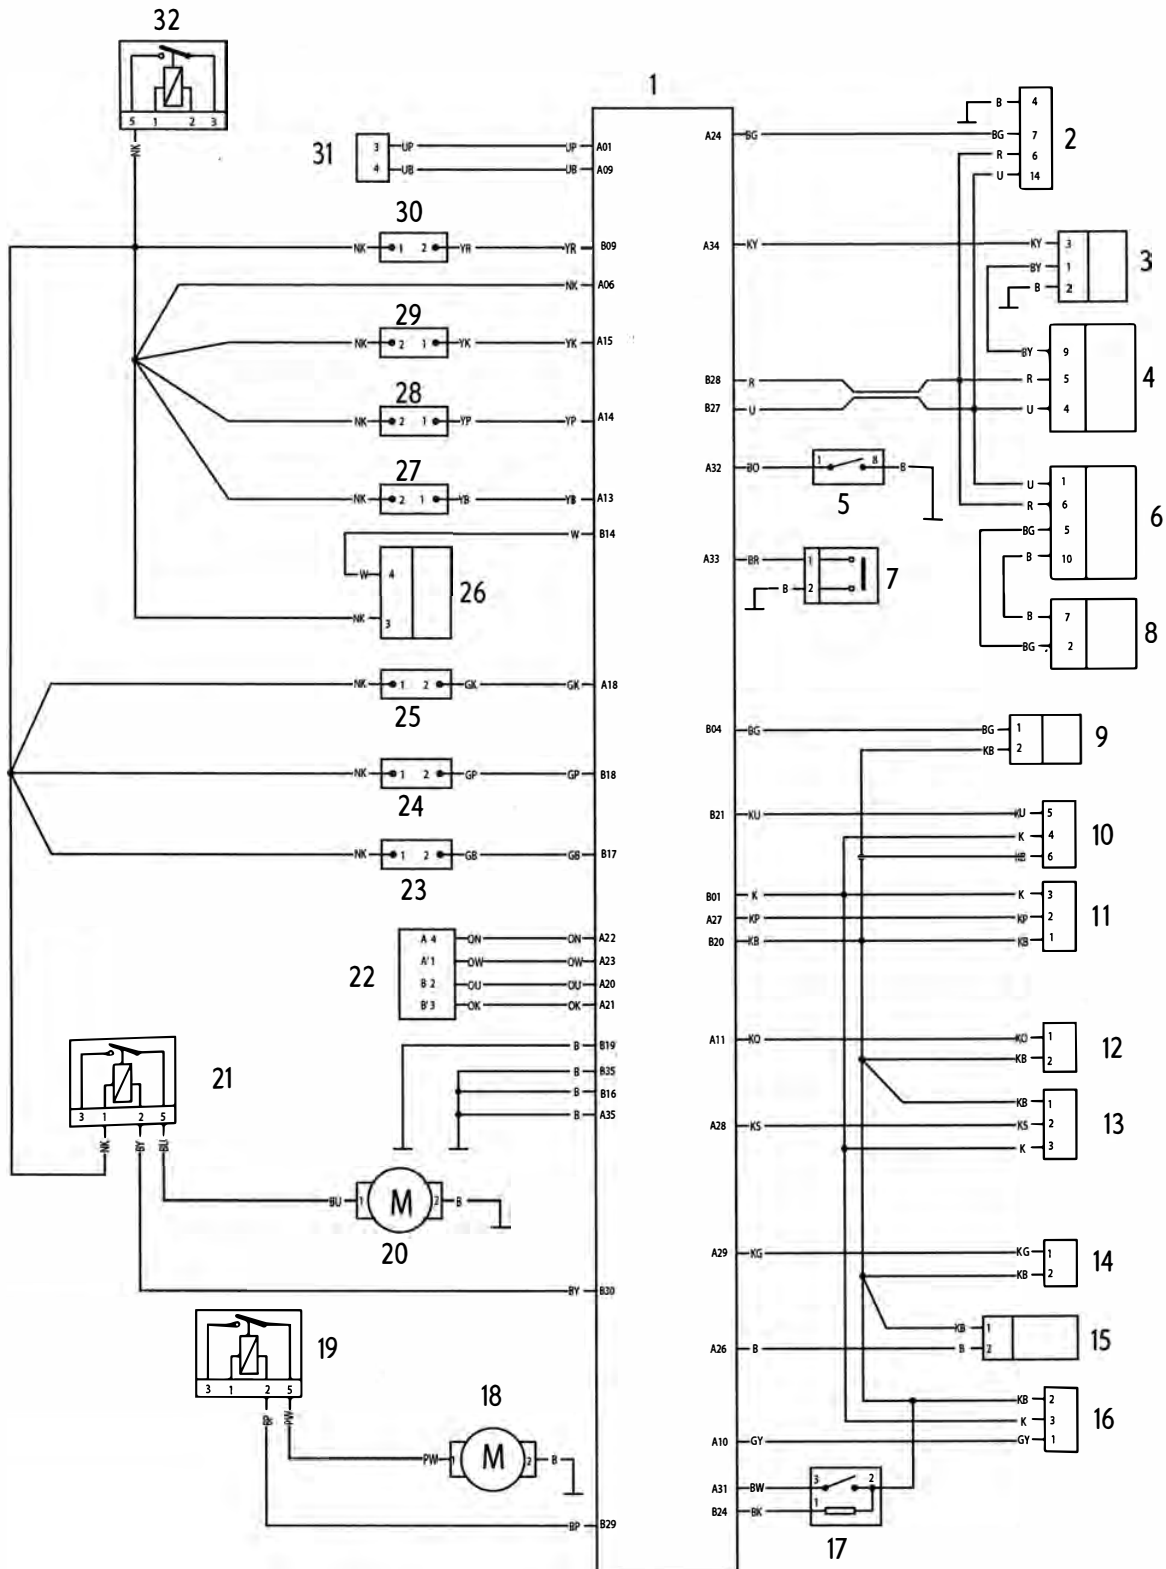 32
5 1 2 3
NK
1
31
3 UP UP A01
4 UB UB A09
A24 BG
B 4
BG 7
R 6
U 14
2
30
NK 1 2 YR YR B09
A34 KY
KY 3
BY 1
B 2
3
NK A06
29
NK 2 1 YK YK A15
BY 9
R 5
U 4
4
B28 R
B27 U
28
NK 2 1 YP YP A14
27
NK 2 1 YB YB A13
A32 BO 1 8 B
5
U 1
R 6
BG 5
B 10
6
W B14
W 4
NK 3
26
A33 BR 1
B 2
7
B 7
BG 2
8
NK 1 2 GK GK A18
25
B04 BG
BG 1
KB 2
9
NK 1 2 GP GP B18
24
B21 KU
KU 5
K 4
KB 6
10
NK 1 2 GB GB B17
23
B01 K K 3
A27 KP KP 2
B20 KB KB 1
11
22
A 4 ON ON A22
A' 1 OW OW A23
B 2 OU OU A20
B' 3 OK OK A21
B B19
B B35
B B16
B A35
A11 KO KO 1
KB 2
12
KB 1
A28 KS KS 2
K 3
13
21
3 1 2 5
NK BY BU
BU 1 M 2 B
20
BY B30
A29 KG KG 1
KB 2
14
KB 1
A26 B B 2
15
19
3 1 2 5
BP PW
18
PW 1 M 2 B
BP B29
KB 2
K 3
A10 GY GY 1
16
A31 BW 3 2
B24 BK 1
17